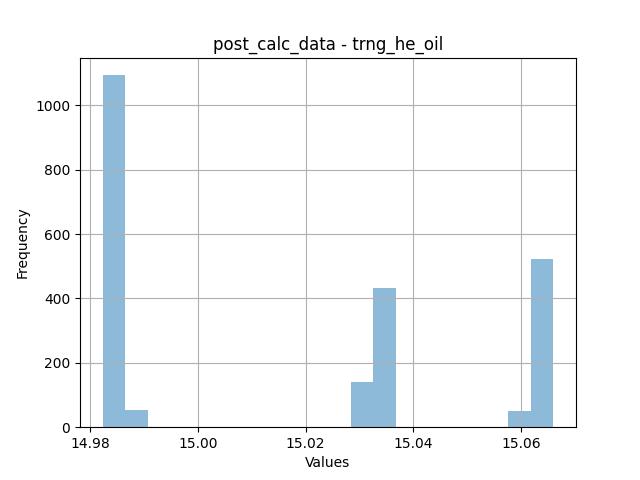 post_calc_data - trng_he_oil
1000
800
600
400
200
0
Frequency
14.98 15.00 15.02 15.04 15.06
Values